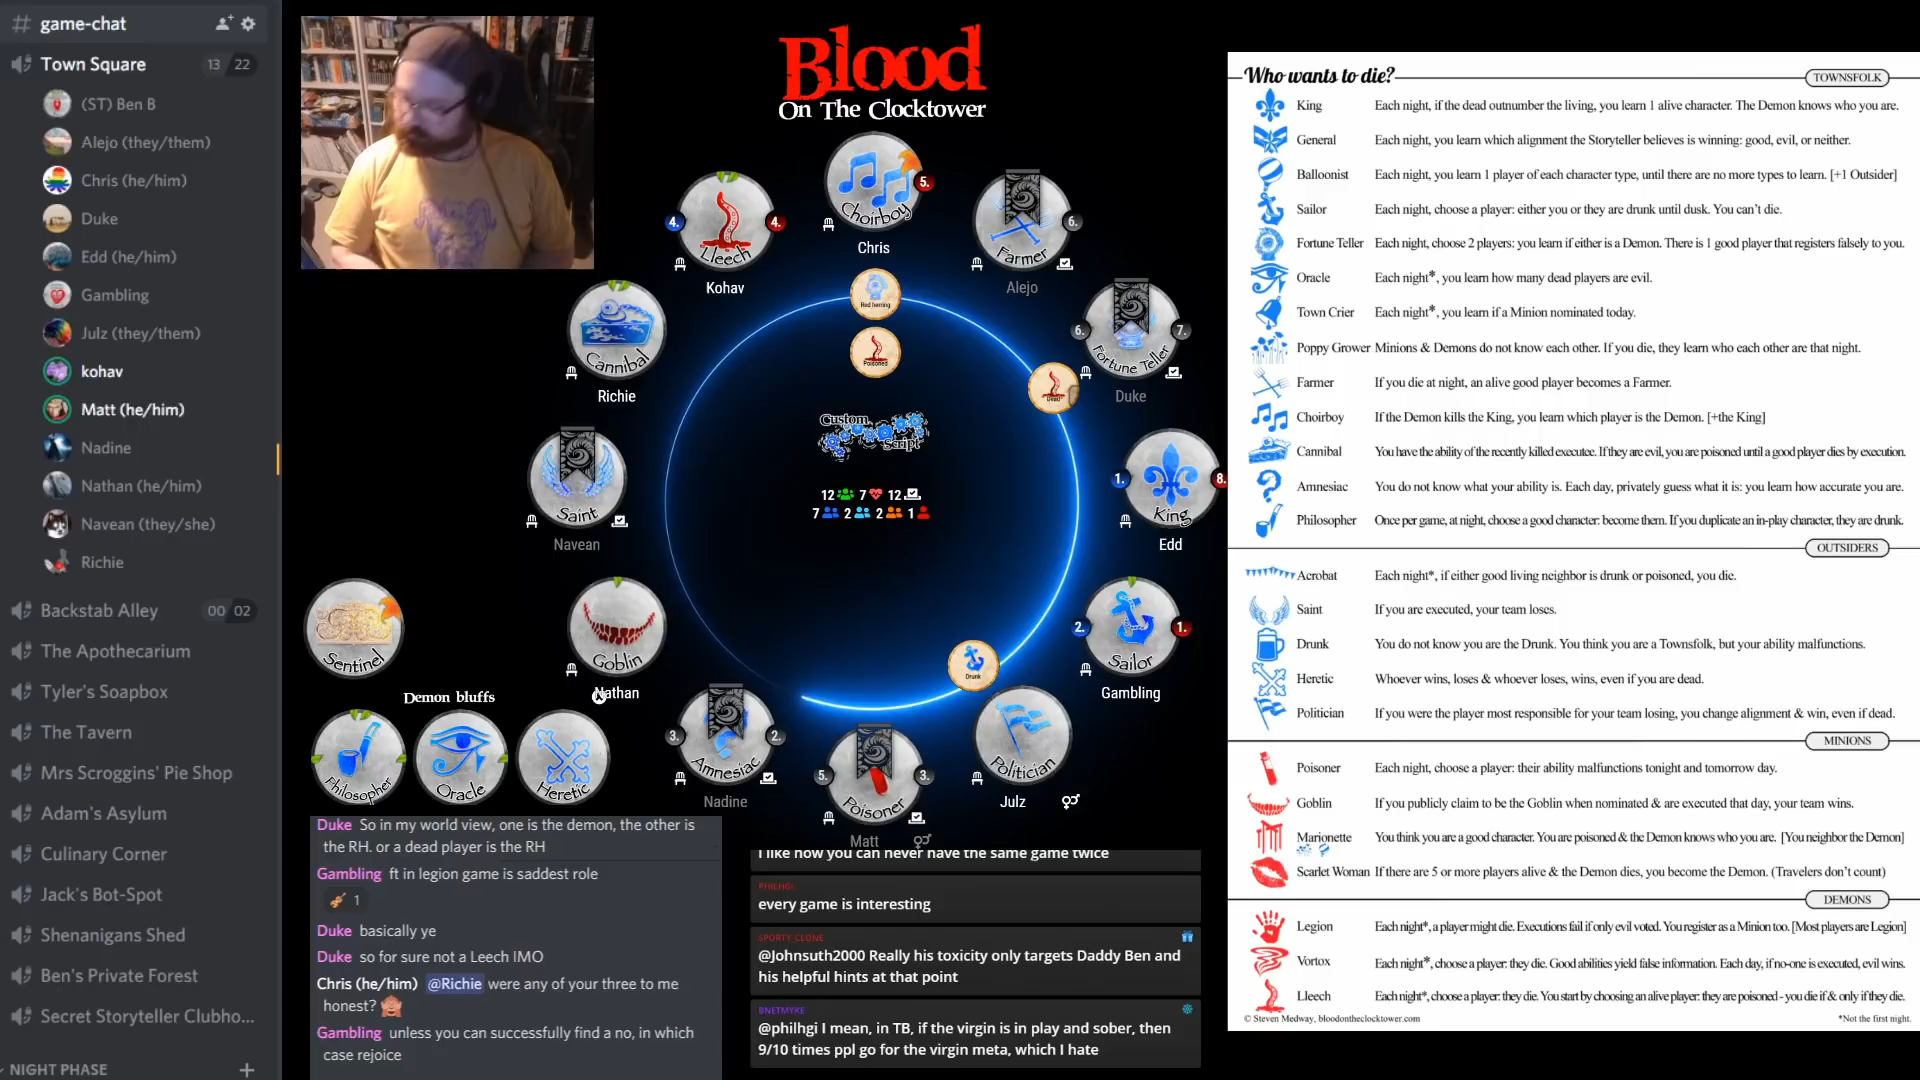 # game-chat
Town Square 13 / 22
(ST) Ben B
Alejo (they/them)
Chris (he/him)
Duke
Edd (he/him)
Gambling
Julz (they/them)
kohav
Matt (he/him)
Nadine
Nathan (he/him)
Navean (they/she)
Richie
Backstab Alley 00 / 02
The Apothecarium
Tyler's Soapbox
The Tavern
Mrs Scroggins' Pie Shop
Adam's Asylum
Culinary Corner
Jack's Bot-Spot
Shenanigans Shed
Ben's Private Forest
Secret Storyteller Clubho...
NIGHT PHASE +
Blood
On The Clocktower
5.
Choirboy
Chris
4. 4.
Lleech
Kohav
6.
Farmer
Alejo
Cannibal
Richie
Red herring
Poisoned
6. 7.
Fortune Teller
Duke
Dead
Custom
Script
Saint
Navean
1. 8.
King
Edd
12 7 12
7 2 2 1
Sentinel
Goblin
Nathan
2. 1.
Sailor
Gambling
Drunk
Demon bluffs
Philosopher
Oracle
Heretic
3. 2.
Amnesiac
Nadine
5. 3.
Poisoner
Matt
Politician
Julz
Duke So in my world view, one is the demon, the other is
the RH. or a dead player is the RH
Gambling ft in legion game is saddest role
1
Duke basically ye
Duke so for sure not a Leech IMO
Chris (he/him) @Richie were any of your three to me
honest?
Gambling unless you can successfully find a no, in which
case rejoice
I like how you can never have the same game twice
PHILHGI
every game is interesting
SPORTY_CLONE
@Johnsuth2000 Really his toxicity only targets Daddy Ben and
his helpful hints at that point
BNETMYKE
@philhgi I mean, in TB, if the virgin is in play and sober, then
9/10 times ppl go for the virgin meta, which I hate
Who wants to die?
TOWNSFOLK
King Each night, if the dead outnumber the living, you learn 1 alive character. The Demon knows who you are.
General Each night, you learn which alignment the Storyteller believes is winning: good, evil, or neither.
Balloonist Each night, you learn 1 player of each character type, until there are no more types to learn. [+1 Outsider]
Sailor Each night, choose a player: either you or they are drunk until dusk. You can't die.
Fortune Teller Each night, choose 2 players: you learn if either is a Demon. There is 1 good player that registers falsely to you.
Oracle Each night*, you learn how many dead players are evil.
Town Crier Each night*, you learn if a Minion nominated today.
Poppy Grower Minions & Demons do not know each other. If you die, they learn who each other are that night.
Farmer If you die at night, an alive good player becomes a Farmer.
Choirboy If the Demon kills the King, you learn which player is the Demon. [+the King]
Cannibal You have the ability of the recently killed executee. If they are evil, you are poisoned until a good player dies by execution.
Amnesiac You do not know what your ability is. Each day, privately guess what it is: you learn how accurate you are.
Philosopher Once per game, at night, choose a good character: become them. If you duplicate an in-play character, they are drunk.
OUTSIDERS
Acrobat Each night*, if either good living neighbor is drunk or poisoned, you die.
Saint If you are executed, your team loses.
Drunk You do not know you are the Drunk. You think you are a Townsfolk, but your ability malfunctions.
Heretic Whoever wins, loses & whoever loses, wins, even if you are dead.
Politician If you were the player most responsible for your team losing, you change alignment & win, even if dead.
MINIONS
Poisoner Each night, choose a player: their ability malfunctions tonight and tomorrow day.
Goblin If you publicly claim to be the Goblin when nominated & are executed that day, your team wins.
Marionette You think you are a good character. You are poisoned & the Demon knows who you are. [You neighbor the Demon]
Scarlet Woman If there are 5 or more players alive & the Demon dies, you become the Demon. (Travelers don't count)
DEMONS
Legion Each night*, a player might die. Executions fail if only evil voted. You register as a Minion too. [Most players are Legion]
Vortox Each night*, choose a player: they die. Good abilities yield false information. Each day, if no-one is executed, evil wins.
Lleech Each night*, choose a player: they die. You start by choosing an alive player: they are poisoned - you die if & only if they die.
© Steven Medway, bloodontheclocktower.com *Not the first night.